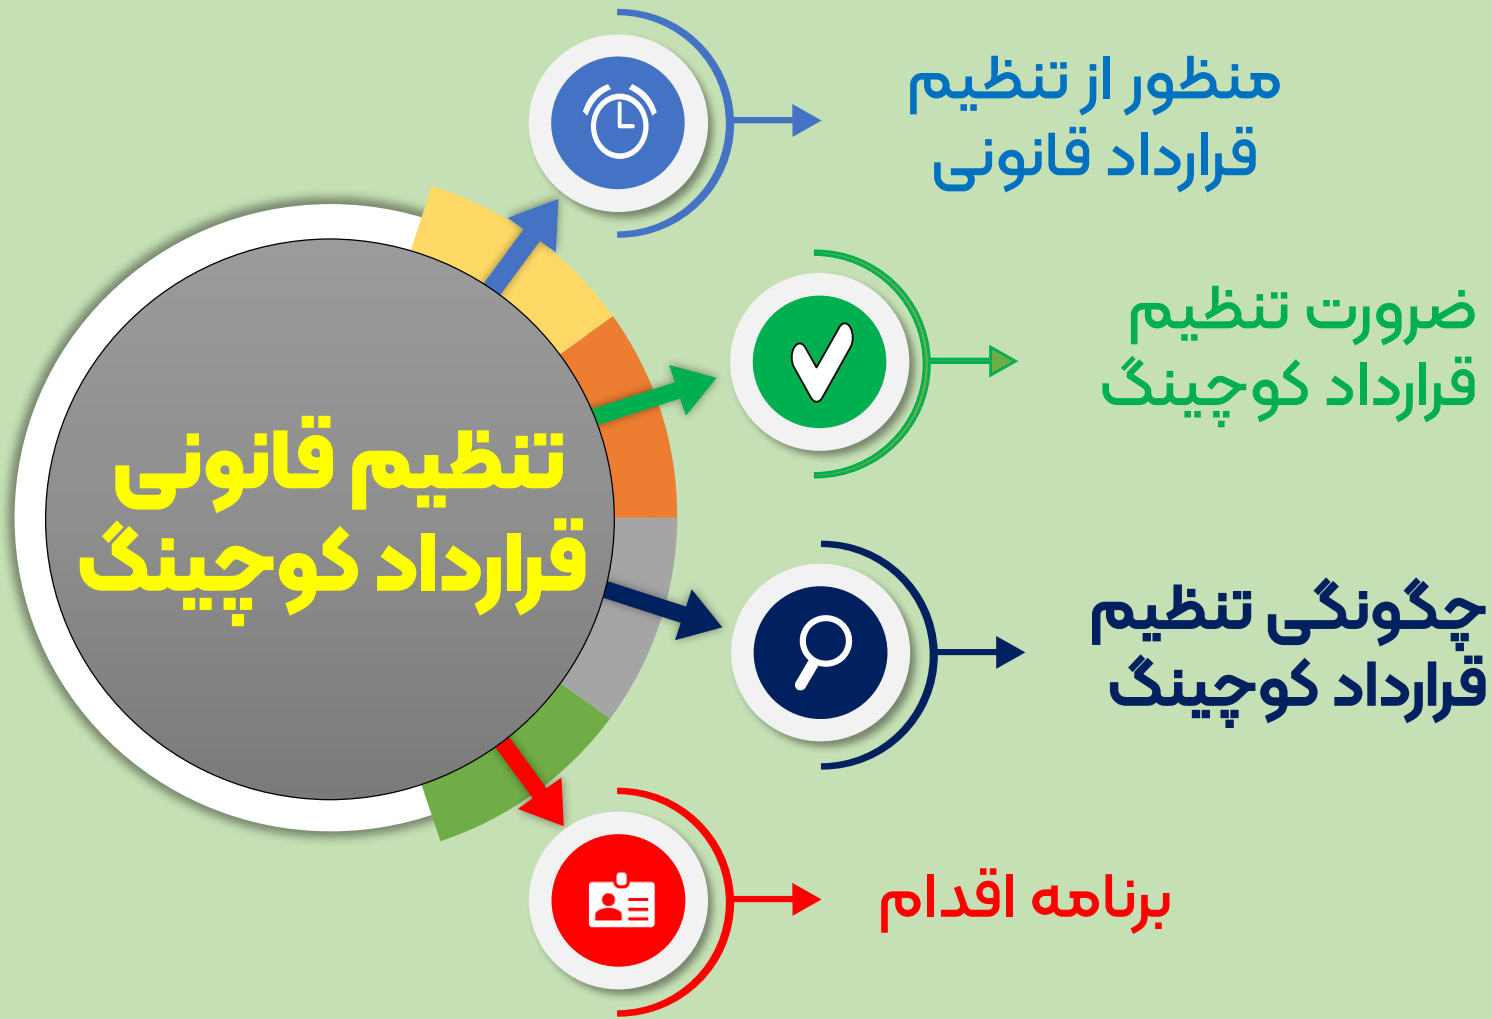 تنظیم قانونی
قرارداد کوچینگ
منظور از تنظیم
قرارداد قانونی
ضرورت تنظیم
قرارداد کوچینگ
چگونگی تنظیم
قرارداد کوچینگ
برنامه اقدام